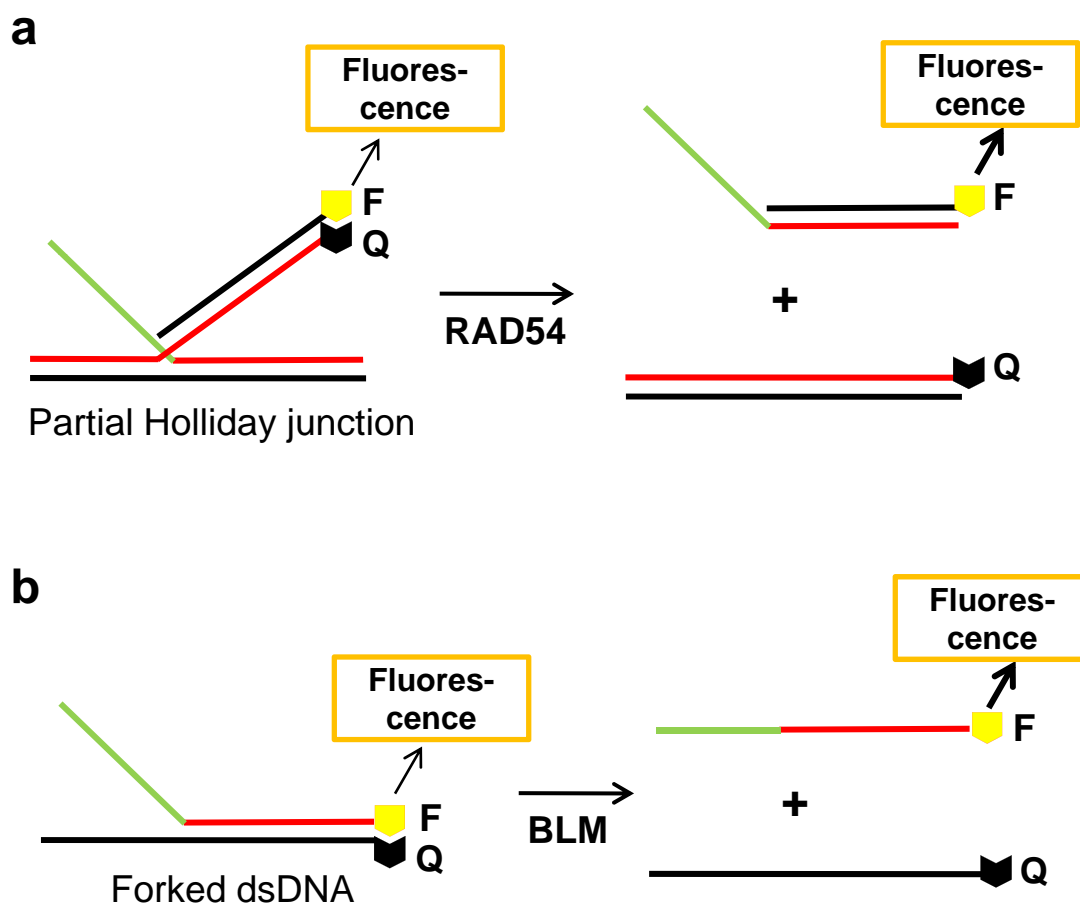 a
Fluores-
cence
F
Q
Partial Holliday junction
RAD54
Fluores-
cence
F
+
Q
b
Fluores-
cence
F
Q
Forked dsDNA
BLM
Fluores-
cence
F
+
Q